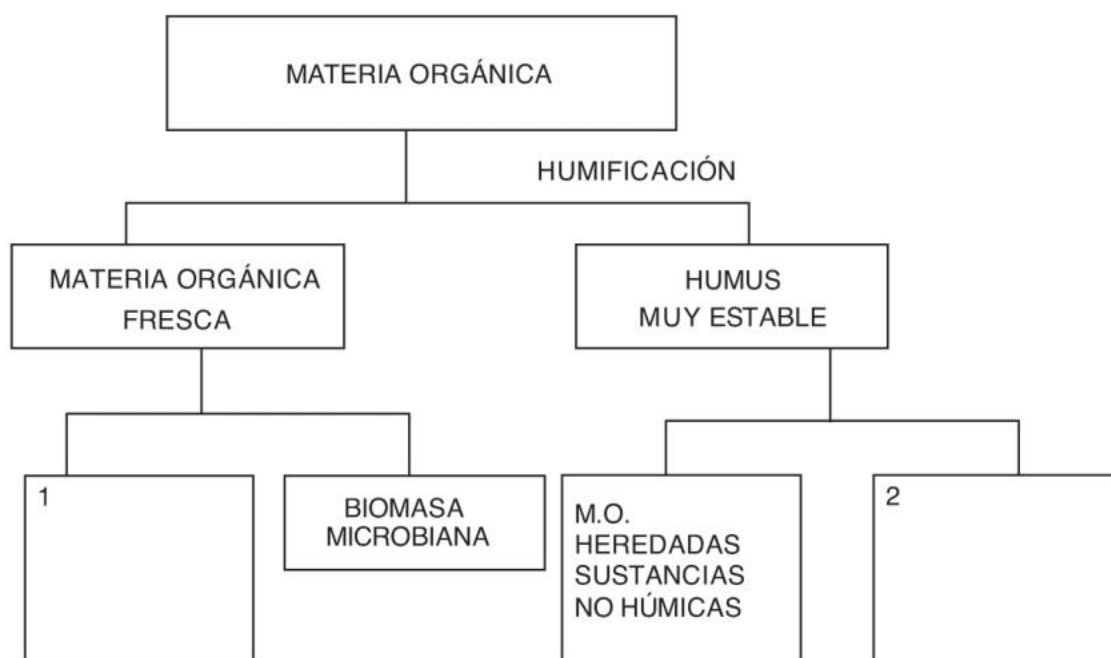 MATERIA ORGÁNICA
HUMIFICACIÓN
MATERIA ORGÁNICA
FRESCA
HUMUS
MUY ESTABLE
1
BIOMASA
MICROBIANA
M.O.
HEREDADAS
SUSTANCIAS
NO HÚMICAS
2